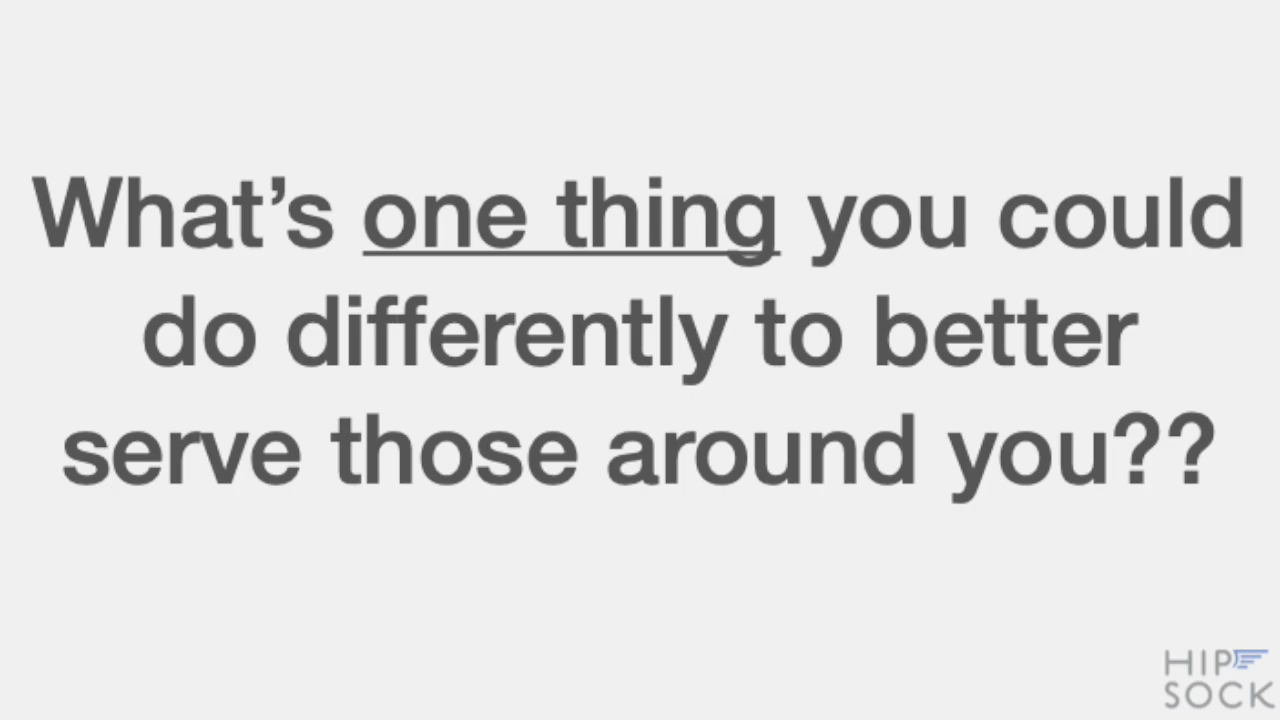 What’s one thing you could
do differently to better
serve those around you??
HIP
SOCK